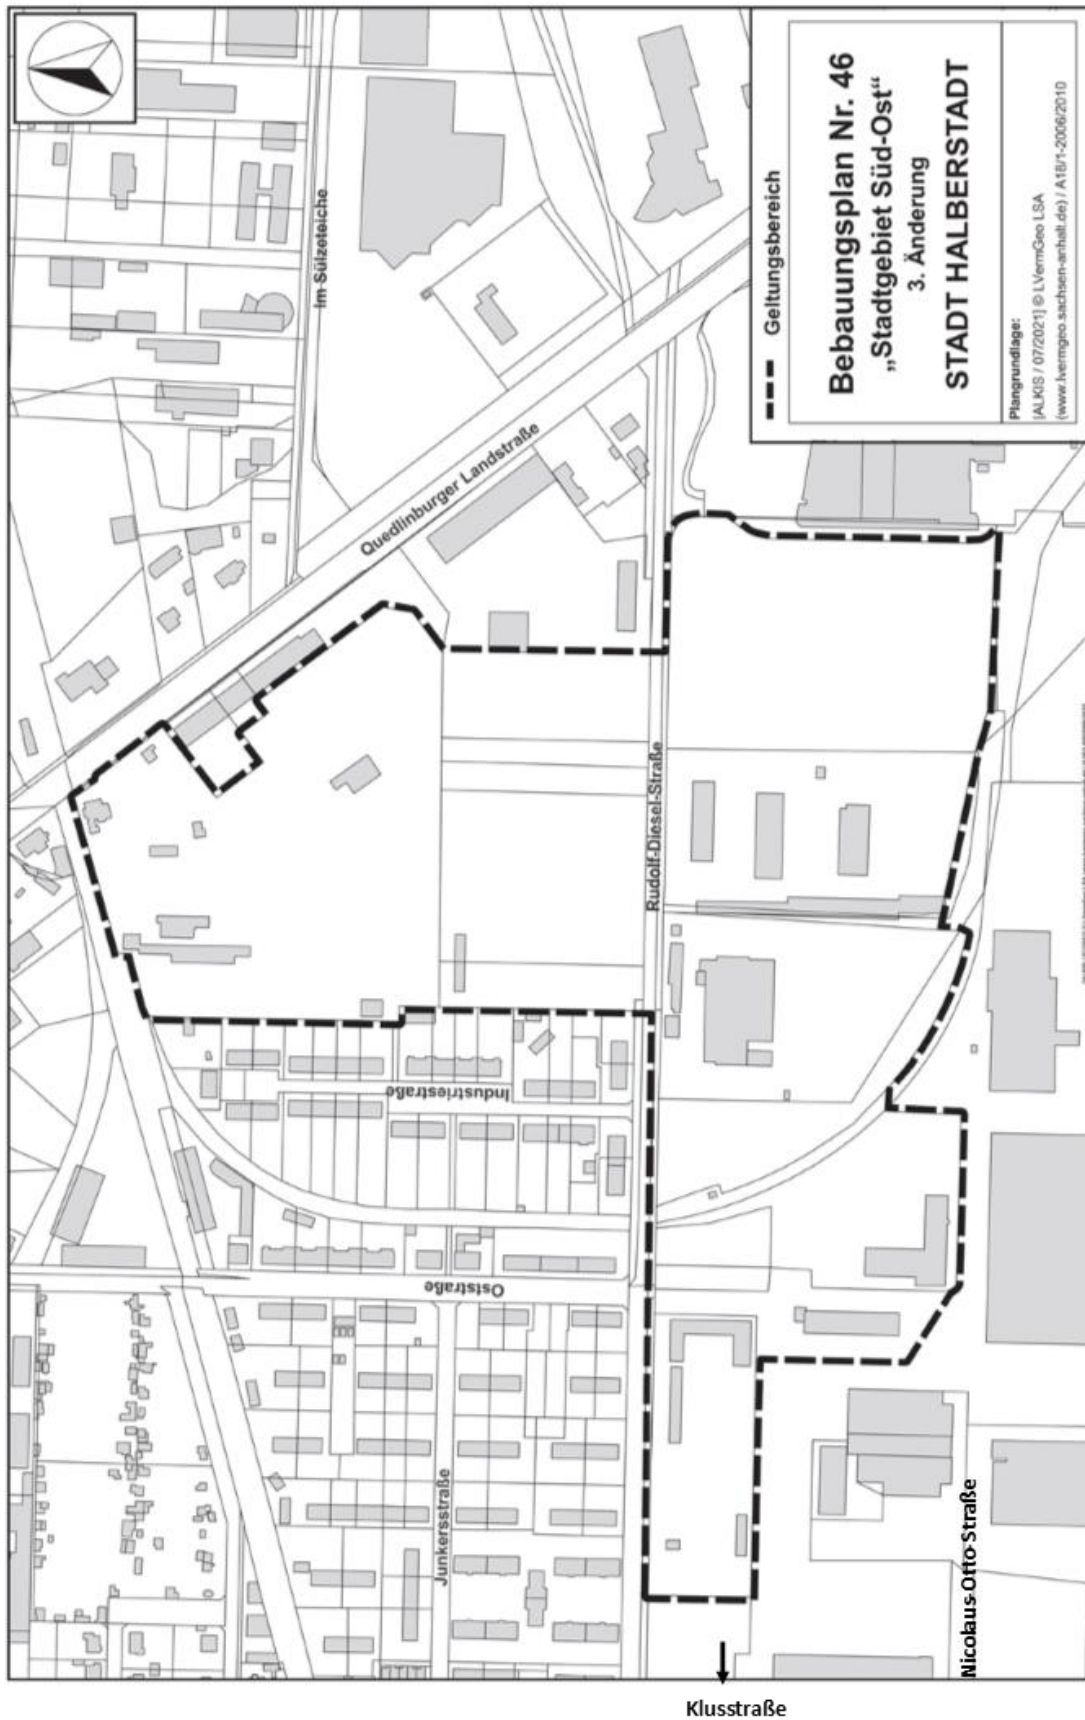 Geltungsbereich
Bebauungsplan Nr. 46
„Stadtgebiet Süd-Ost“
3. Änderung
STADT HALBERSTADT
Plangrundlage:
[ALKIS / 07/2021] © LVermGeo LSA
(www.lvermgeo.sachsen-anhalt.de) / A18/1-2006/2010
Im Sülzeteiche
Quedlinburger Landstraße
Rudolf-Diesel-Straße
Industriestraße
Oststraße
Junkersstraße
Nicolaus-Otto-Straße
Klusstraße